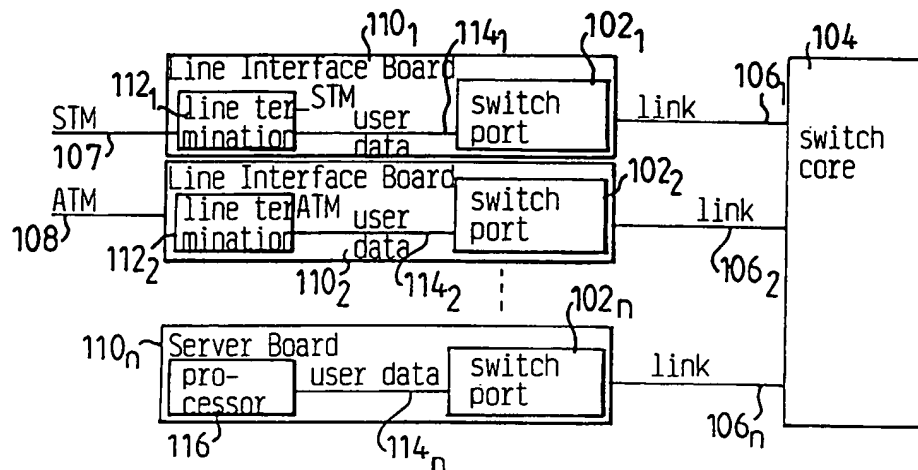 110₁
114₁
102₁
104
Line Interface Board
106₁
112₁
line ter
mination
STM
switch
port
link
STM
user
data
107
switch
core
Line Interface Board
102₂
ATM
line ter
mination
ATM
switch
port
link
user
data
108
112₂
110₂
114₂
106₂
102ₙ
110ₙ
Server Board
pro-
cessor
user data
switch
port
link
116
114ₙ
106ₙ